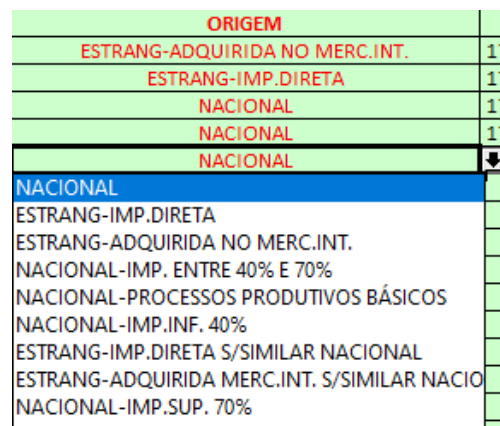 ORIGEM
ESTRANG-ADQUIRIDA NO MERC.INT.
ESTRANG-IMP.DIRETA
NACIONAL
NACIONAL
NACIONAL
NACIONAL
ESTRANG-IMP.DIRETA
ESTRANG-ADQUIRIDA NO MERC.INT.
NACIONAL-IMP. ENTRE 40% E 70%
NACIONAL-PROCESSOS PRODUTIVOS BÁSICOS
NACIONAL-IMP.INF. 40%
ESTRANG-IMP.DIRETA S/SIMILAR NACIONAL
ESTRANG-ADQUIRIDA MERC.INT. S/SIMILAR NACIO
NACIONAL-IMP.SUP. 70%